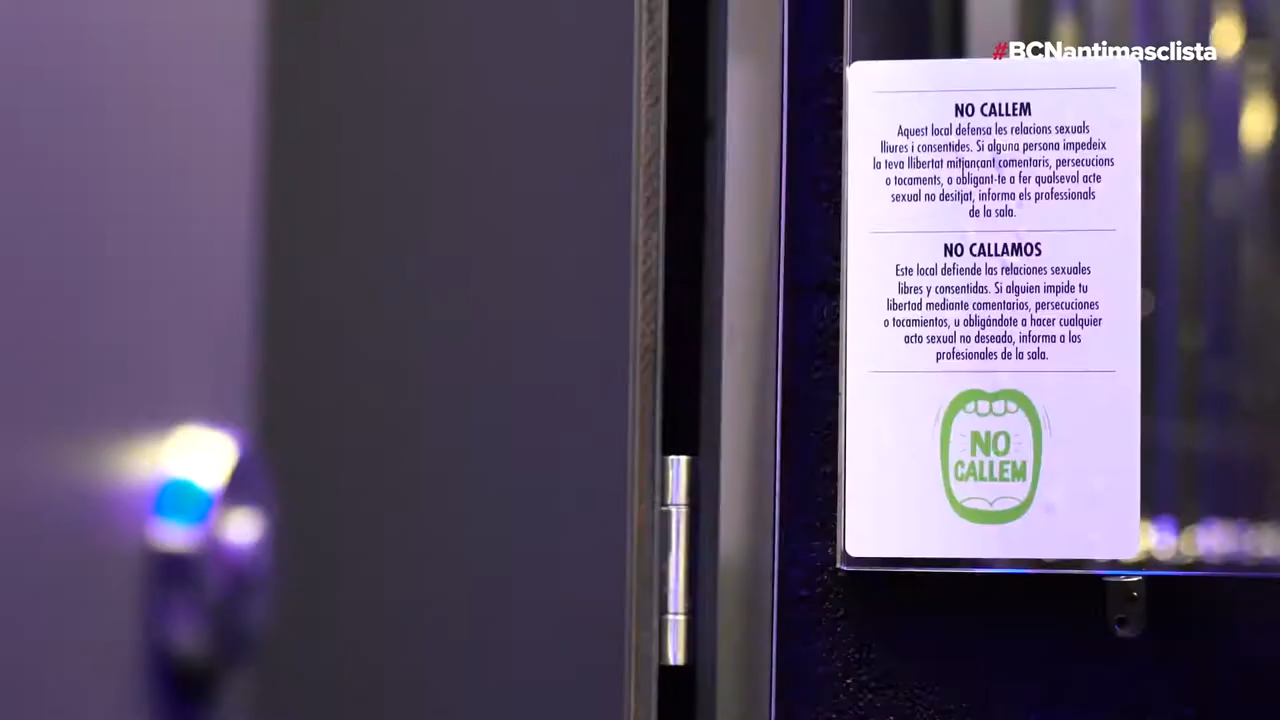 #BCNantimasclista
NO CALLEM
Aquest local defensa les relacions sexuals
lliures i consentides. Si alguna persona impedeix
la teva llibertat mitjançant comentaris, persecucions
o tocaments, o obligant-te a fer qualsevol acte
sexual no desitjat, informa els professionals
de la sala.
NO CALLAMOS
Este local defiende las relaciones sexuales
libres y consentidas. Si alguien impide tu
libertad mediante comentarios, persecuciones
o tocamientos, u obligándote a hacer cualquier
acto sexual no deseado, informa a los
profesionales de la sala.
NO
CALLEM